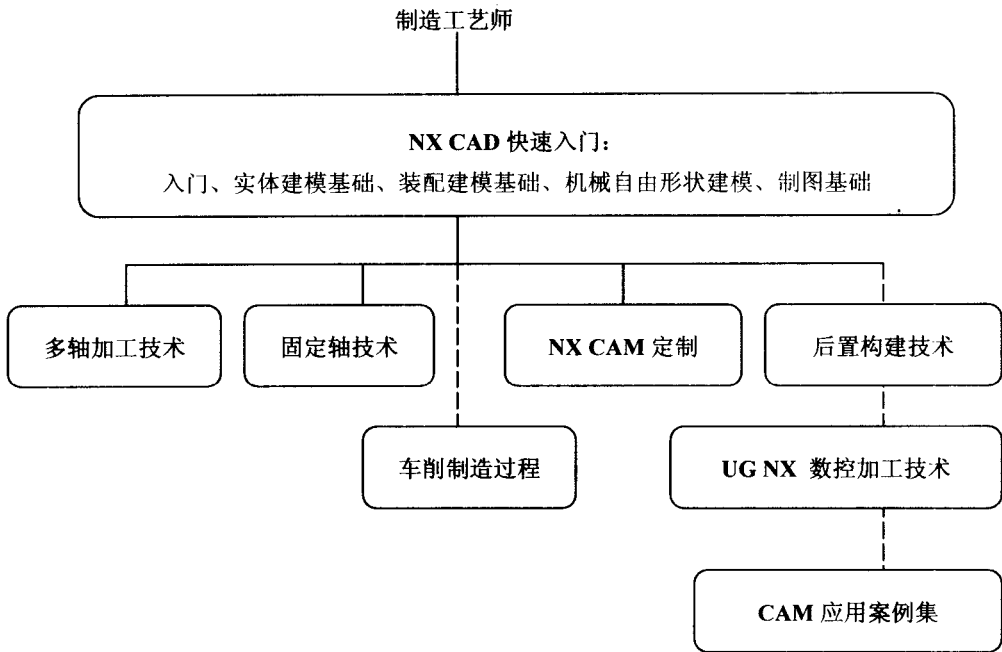 制造工艺师
NX CAD 快速入门：
入门、实体建模基础、装配建模基础、机械自由形状建模、制图基础
多轴加工技术
固定轴技术
NX CAM 定制
后置构建技术
车削制造过程
UG NX 数控加工技术
CAM 应用案例集